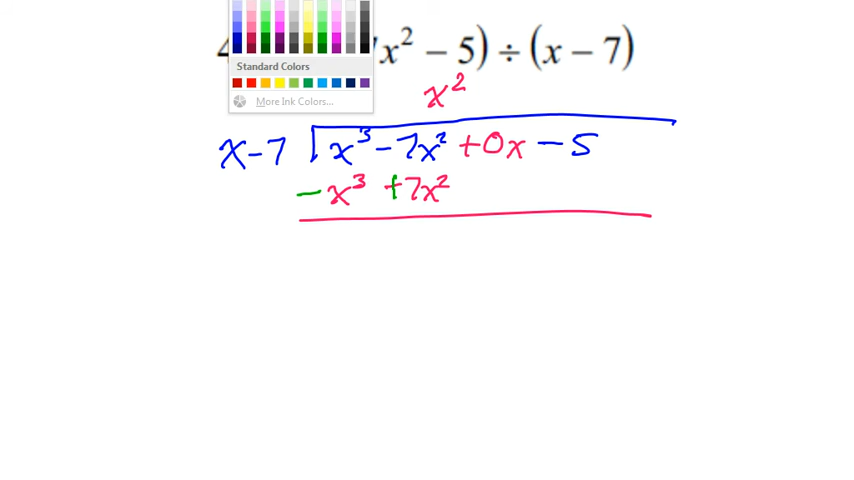 x² − 5) ÷ (x − 7)
Standard Colors
More Ink Colors...
x²
x − 7 x³ − 7x² + 0x − 5
− x³ + 7x²